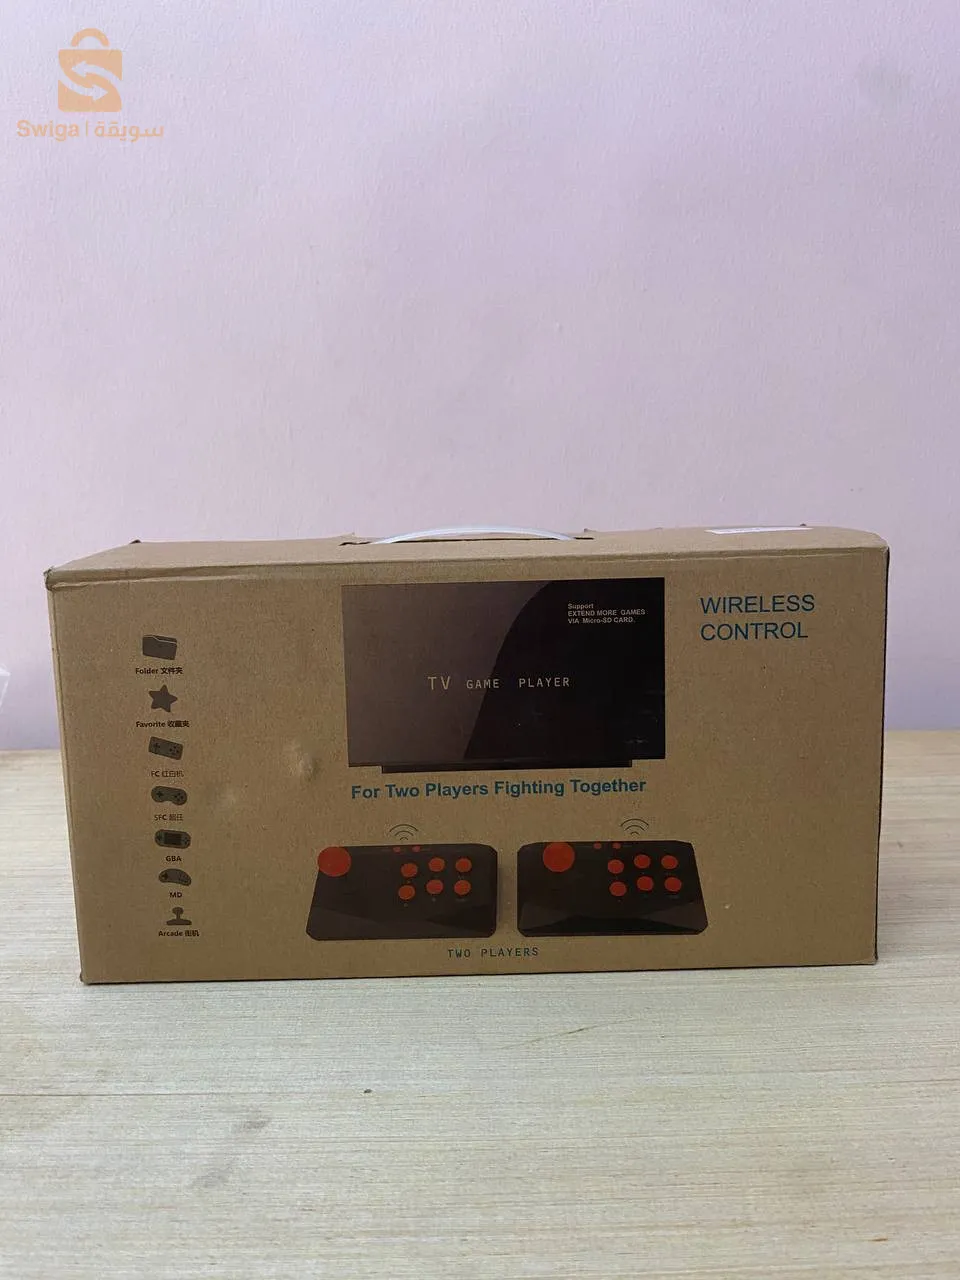 Swiga | سويقة
Support
EXTEND MORE GAMES
VIA Micro-SD CARD.
WIRELESS
CONTROL
TV GAME PLAYER
For Two Players Fighting Together
Folder 文件夹
Favorite 收藏夹
FC 红白机
SFC 超任
GBA
MD
Arcade 街机
TWO PLAYERS